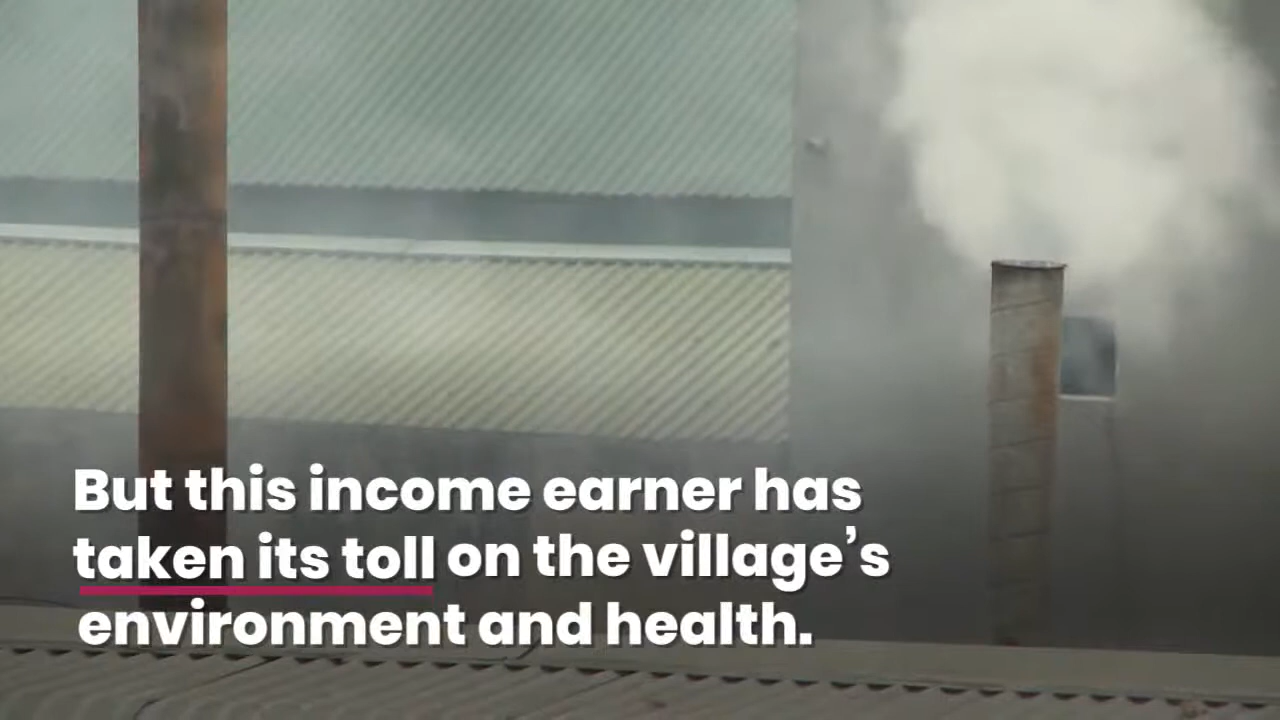 But this income earner has
taken its toll on the village’s
environment and health.